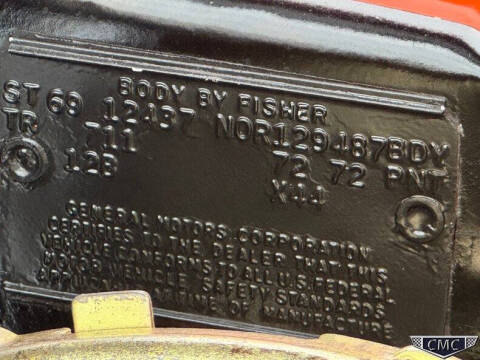 BODY BY FISHER
ST 69 12437 NOR129487BDY
TR 711 72 72 PNT
12B X44
GENERAL MOTORS CORPORATION
CERTIFIES TO THE DEALER THAT THIS
VEHICLE CONFORMS TO ALL U.S. FEDERAL
MOTOR VEHICLE SAFETY STANDARDS
APPLICABLE AT TIME OF MANUFACTURE
CMC